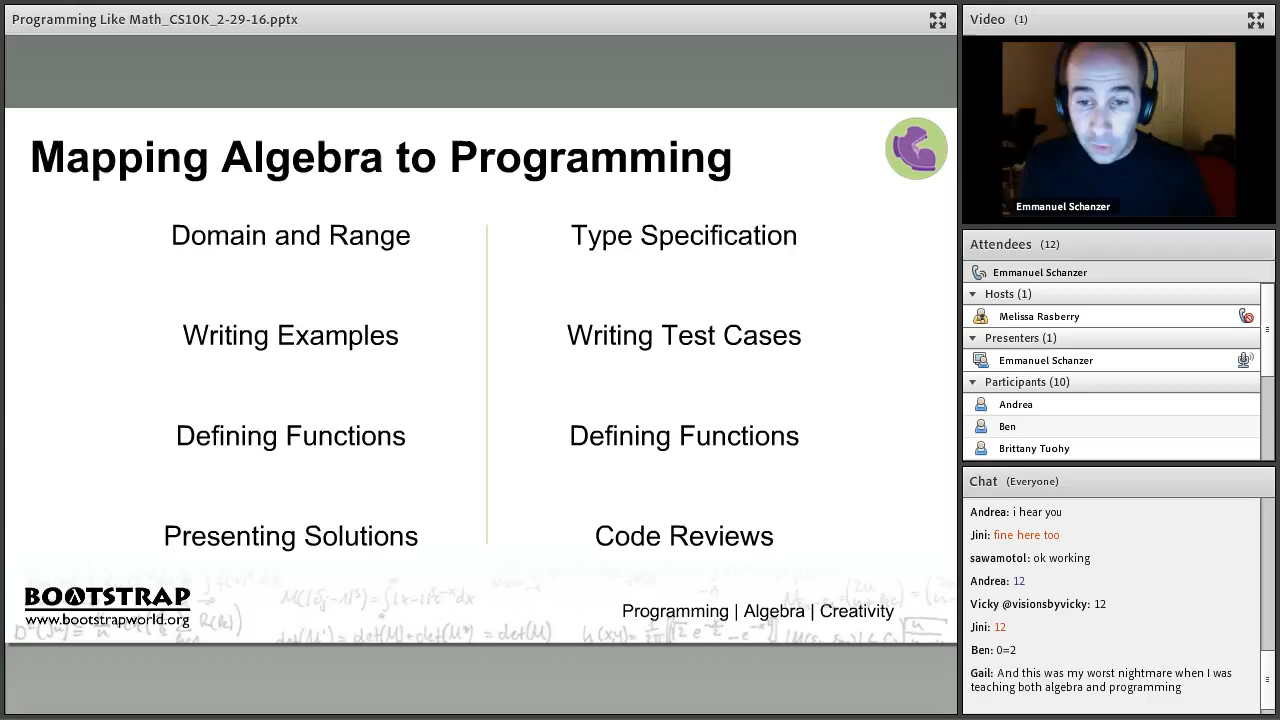 Programming Like Math_CS10K_2-29-16.pptx
Mapping Algebra to Programming
Domain and Range
Type Specification
Writing Examples
Writing Test Cases
Defining Functions
Defining Functions
Presenting Solutions
Code Reviews
BOOTSTRAP
www.bootstrapworld.org
Programming | Algebra | Creativity
Video (1)
Emmanuel Schanzer
Attendees (12)
Emmanuel Schanzer
Hosts (1)
Melissa Rasberry
Presenters (1)
Emmanuel Schanzer
Participants (10)
Andrea
Ben
Brittany Tuohy
Chat (Everyone)
Andrea: i hear you
Jini: fine here too
sawamotol: ok working
Andrea: 12
Vicky @visionsbyvicky: 12
Jini: 12
Ben: 0=2
Gail: And this was my worst nightmare when I was
teaching both algebra and programming